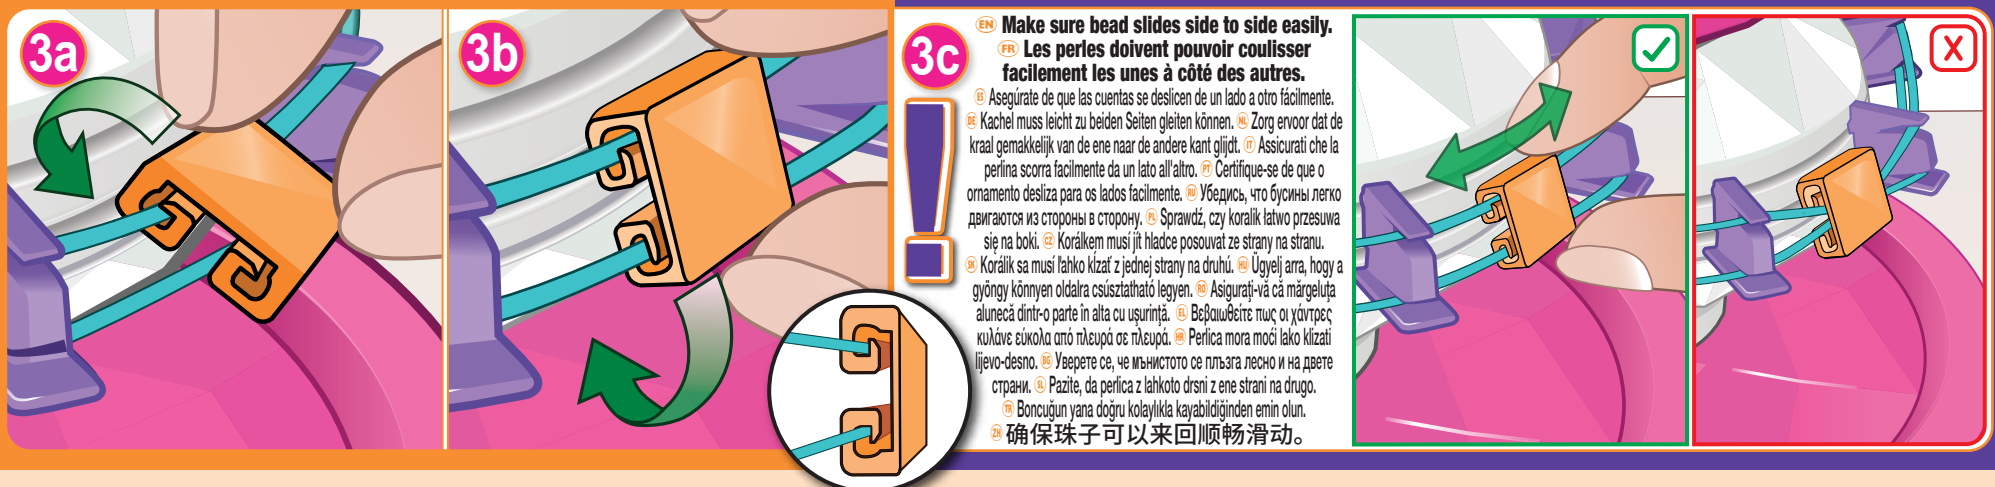 3a
3b
3c
EN Make sure bead slides side to side easily.
FR Les perles doivent pouvoir coulisser
facilement les unes à côté des autres.
ES Asegúrate de que las cuentas se deslicen de un lado a otro fácilmente.
DE Kachel muss leicht zu beiden Seiten gleiten können. NL Zorg ervoor dat de
kraal gemakkelijk van de ene naar de andere kant glijdt. IT Assicurati che la
perlina scorra facilmente da un lato all'altro. PT Certifique-se de que o
ornamento desliza para os lados facilmente. RU Убедись, что бусины легко
двигаются из стороны в сторону. PL Sprawdź, czy koralik łatwo przesuwa
się na boki. CZ Korálkem musí jít hladce posouvat ze strany na stranu.
SK Korálik sa musí ľahko kĺzať z jednej strany na druhú. HU Ügyelj arra, hogy a
gyöngy könnyen oldalra csúsztatható legyen. RO Asiguraţi-vă că mărgeluţa
alunecă dintr-o parte în alta cu uşurinţă. EL Βεβαιωθείτε πως οι χάντρες
κυλάνε εύκολα από πλευρά σε πλευρά. HR Perlica mora moći lako klizati
lijevo-desno. BG Уверете се, че мънистото се плъзга лесно и на двете
страни. SL Pazite, da perlica z lahkoto drsni z ene strani na drugo.
TR Boncuğun yana doğru kolaylıkla kayabildiğinden emin olun.
ZH 确保珠子可以来回顺畅滑动。
X